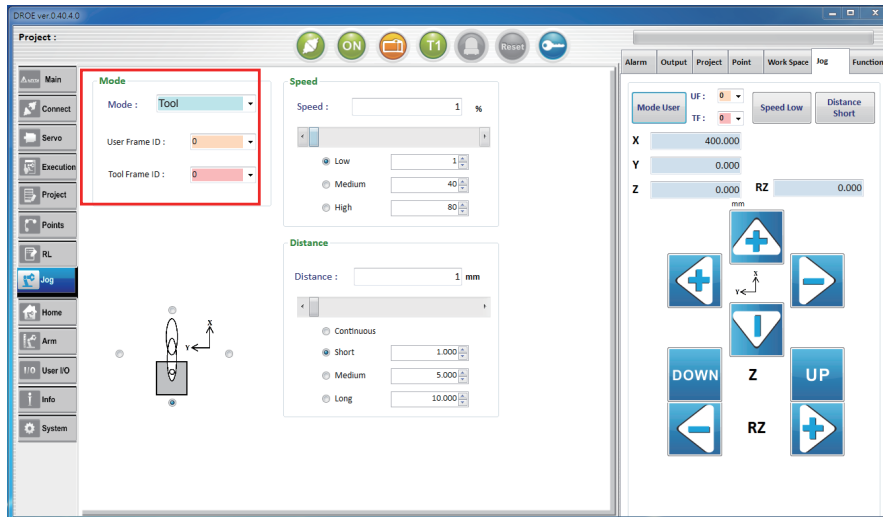 DROE ver.0.40.4.0
Project :
ON
T1
Reset
Main
Connect
Servo
Execution
Project
Points
RL
Jog
Home
Arm
I/O User I/O
Info
System
Mode
Mode : Tool
User Frame ID : 0
Tool Frame ID : 0
Speed
Speed : 1 %
Low 1
Medium 40
High 80
Distance
Distance : 1 mm
Continuous
Short 1.000
Medium 5.000
Long 10.000
X
Y
Alarm Output Project Point Work Space Jog Function
Mode User
UF : 0
TF : 0
Speed Low
Distance
Short
X 400.000
Y 0.000
Z 0.000 RZ 0.000
mm
X
Y
DOWN Z UP
RZ